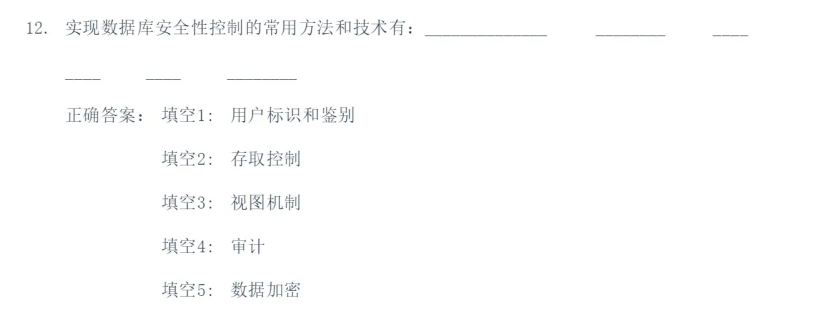 12. 实现数据库安全性控制的常用方法和技术有：______________ ________ ____
____ ____ ________
正确答案： 填空1: 用户标识和鉴别
填空2: 存取控制
填空3: 视图机制
填空4: 审计
填空5: 数据加密